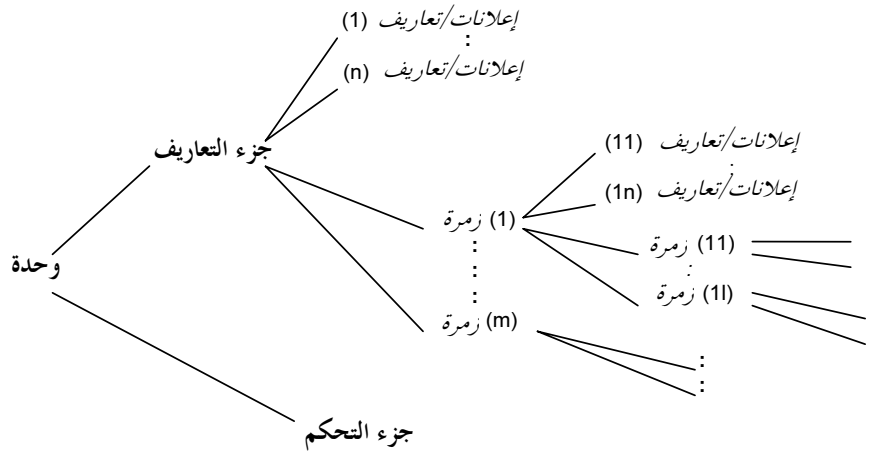 (1) إعلانات/تعاريف
:
(n) إعلانات/تعاريف
جزء التعاريف
(11) إعلانات/تعاريف
:
(1n) إعلانات/تعاريف
زمرة (1)
:
:
:
زمرة (m)
زمرة (11)
:
زمرة (1l)
:
:
وحدة
جزء التحكم